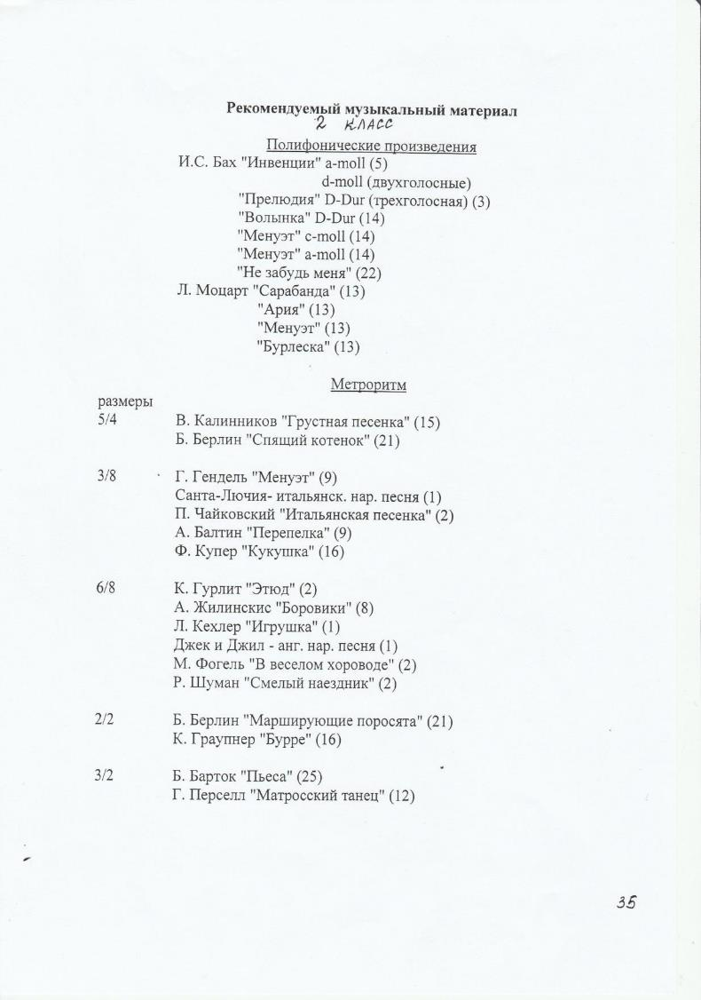 Рекомендуемый музыкальный материал
2 класс
Полифонические произведения
И.С. Бах "Инвенции" a-moll (5)
d-moll (двухголосные)
"Прелюдия" D-Dur (трехголосная) (3)
"Волынка" D-Dur (14)
"Менуэт" c-moll (14)
"Менуэт" a-moll (14)
"Не забудь меня" (22)
Л. Моцарт "Сарабанда" (13)
"Ария" (13)
"Менуэт" (13)
"Бурлеска" (13)
Метроритм
размеры
5/4 В. Калинников "Грустная песенка" (15)
Б. Берлин "Спящий котенок" (21)
3/8 Г. Гендель "Менуэт" (9)
Санта-Лючия- итальянск. нар. песня (1)
П. Чайковский "Итальянская песенка" (2)
А. Балтин "Перепелка" (9)
Ф. Купер "Кукушка" (16)
6/8 К. Гурлит "Этюд" (2)
А. Жилинскис "Боровики" (8)
Л. Кехлер "Игрушка" (1)
Джек и Джил - анг. нар. песня (1)
М. Фогель "В веселом хороводе" (2)
Р. Шуман "Смелый наездник" (2)
2/2 Б. Берлин "Марширующие поросята" (21)
К. Граупнер "Бурре" (16)
3/2 Б. Барток "Пьеса" (25)
Г. Перселл "Матросский танец" (12)
35